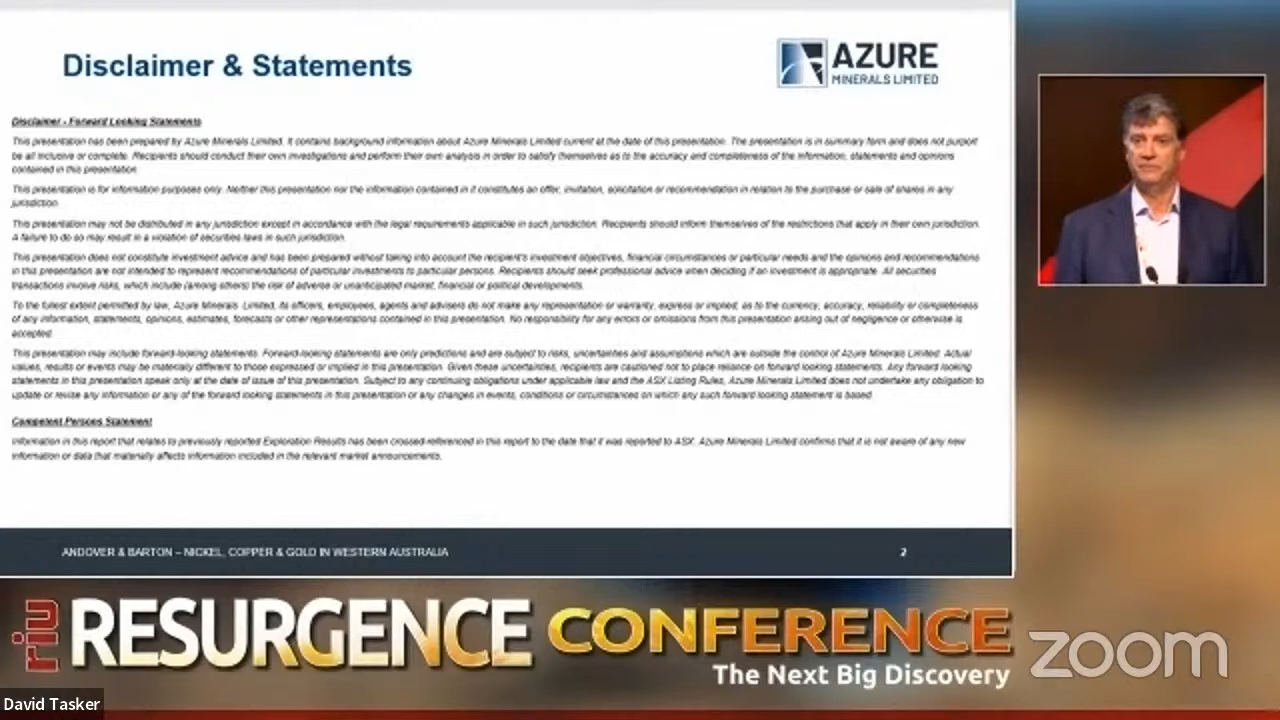 Disclaimer & Statements
AZURE
MINERALS LIMITED
Disclaimer - Forward Looking Statements
This presentation has been prepared by Azure Minerals Limited. It contains background information about Azure Minerals Limited current at the date of this presentation. The presentation is in summary form and does not purport
be all inclusive or complete. Recipients should conduct their own investigations and perform their own analysis in order to satisfy themselves as to the accuracy and completeness of the information, statements and opinions
contained in this presentation.
This presentation is for information purposes only. Neither this presentation nor the information contained in it constitutes an offer, invitation, solicitation or recommendation in relation to the purchase or sale of shares in any
jurisdiction.
This presentation may not be distributed in any jurisdiction except in accordance with the legal requirements applicable in such jurisdiction. Recipients should inform themselves of the restrictions that apply in their own jurisdiction.
A failure to do so may result in a violation of securities laws in such jurisdiction.
This presentation does not constitute investment advice and has been prepared without taking into account the recipient's investment objectives, financial circumstances or particular needs and the opinions and recommendations
in this presentation are not intended to represent recommendations of particular investments to particular persons. Recipients should seek professional advice when deciding if an investment is appropriate. All securities
transactions involve risks, which include (among others) the risk of adverse or unanticipated market, financial or political developments.
To the fullest extent permitted by law, Azure Minerals Limited, its officers, employees, agents and advisers do not make any representation or warranty, express or implied, as to the currency, accuracy, reliability or completeness
of any information, statements, opinions, estimates, forecasts or other representations contained in this presentation. No responsibility for any errors or omissions from this presentation arising out of negligence or otherwise is
accepted.
This presentation may include forward-looking statements. Forward-looking statements are only predictions and are subject to risks, uncertainties and assumptions which are outside the control of Azure Minerals Limited. Actual
values, results or events may be materially different to those expressed or implied in this presentation. Given these uncertainties, recipients are cautioned not to place reliance on forward looking statements. Any forward looking
statements in this presentation speak only at the date of issue of this presentation. Subject to any continuing obligations under applicable law and the ASX Listing Rules, Azure Minerals Limited does not undertake any obligation to
update or revise any information or any of the forward looking statements in this presentation or any changes in events, conditions or circumstances on which any such forward looking statement is based.
Competent Persons Statement
Information in this report that relates to previously reported Exploration Results has been crossed-referenced in this report to the date that it was reported to ASX. Azure Minerals Limited confirms that it is not aware of any new
information or data that materially affects information included in the relevant market announcements.
ANDOVER & BARTON – NICKEL, COPPER & GOLD IN WESTERN AUSTRALIA
2
riu RESURGENCE CONFERENCE
The Next Big Discovery
zoom
David Tasker